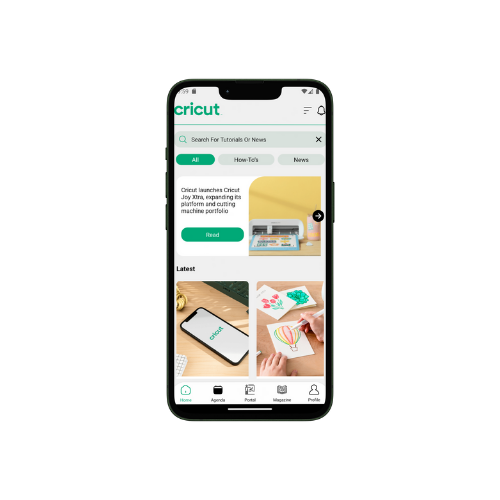 cricut
Search For Tutorials Or News
All
How-To's
News
Cricut launches Cricut
Joy Xtra, expanding its
platform and cutting
machine portfolio
Read
Latest
cricut
Home
Agenda
Portal
Magazine
Profile